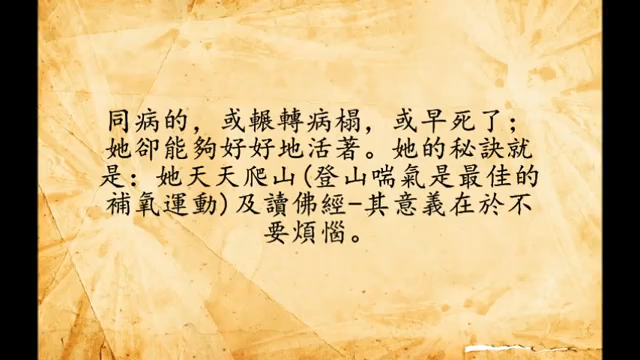 同病的，或輾轉病榻，或早死了；
她卻能夠好好地活著。她的秘訣就
是：她天天爬山(登山喘氣是最佳的
補氧運動)及讀佛經-其意義在於不
要煩惱。